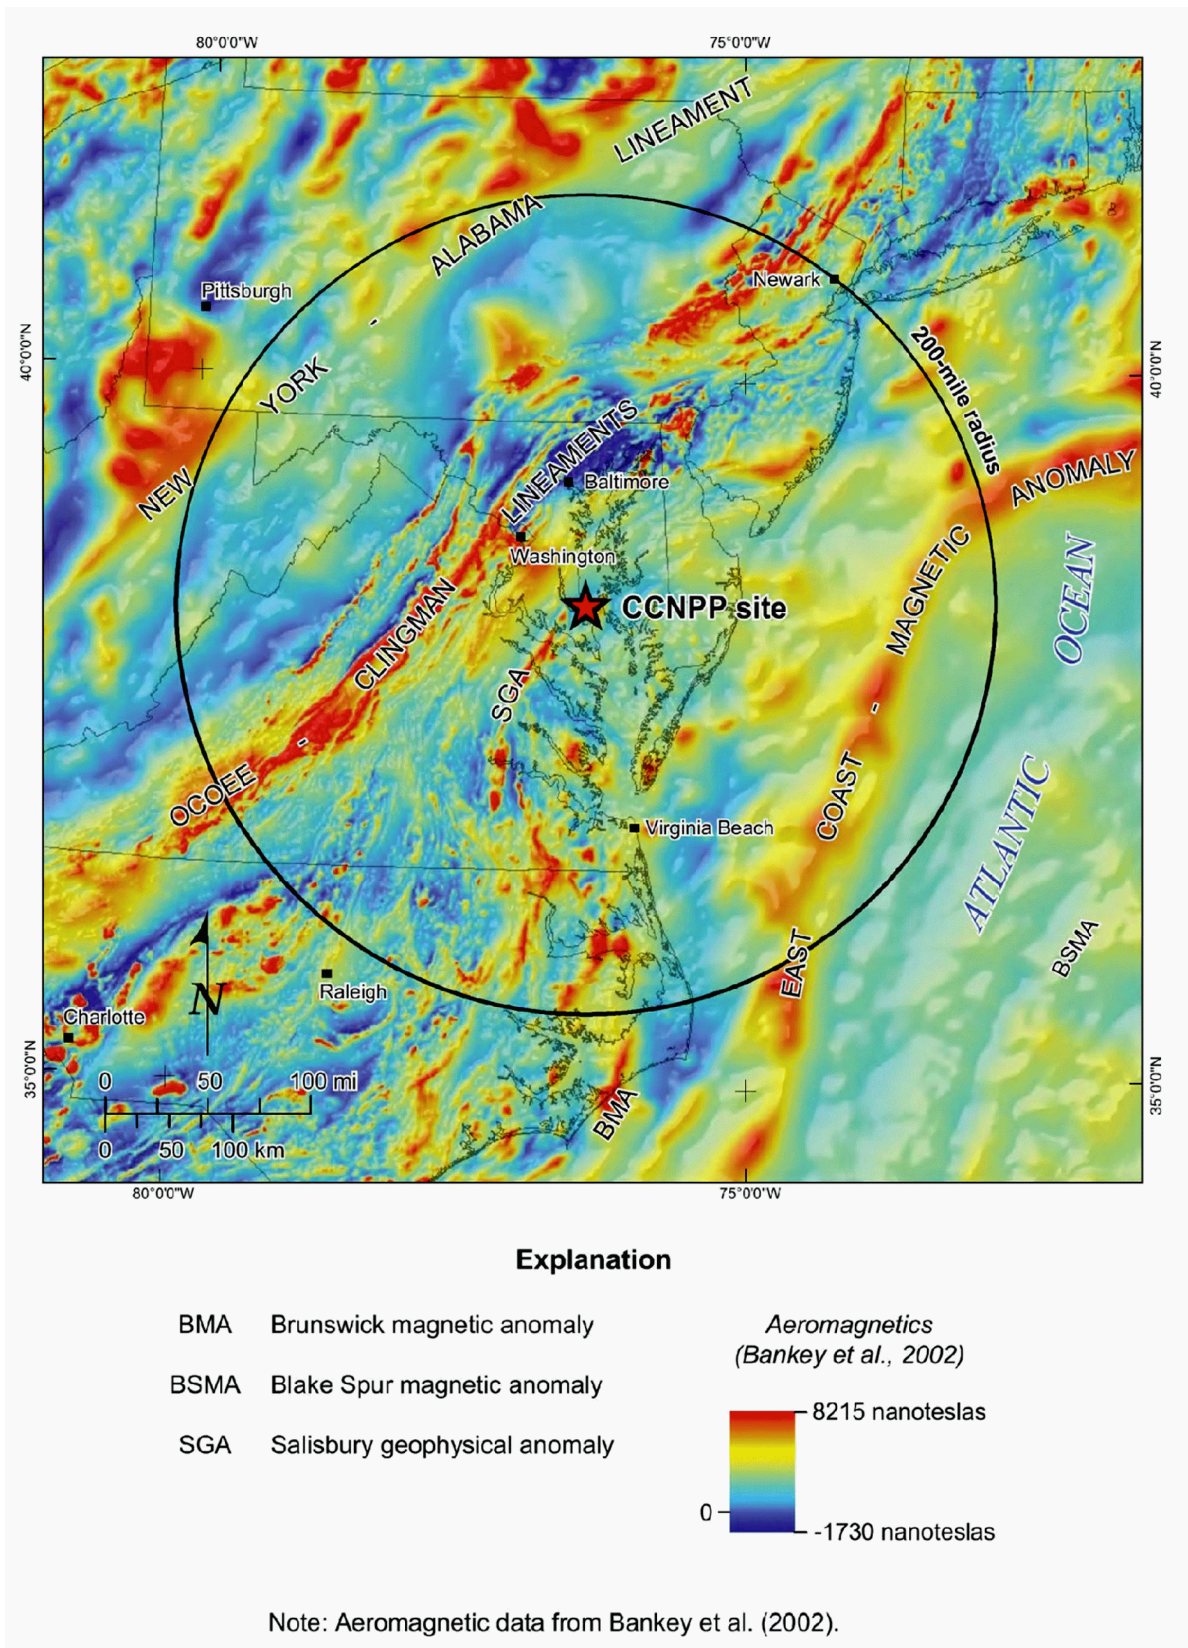 80°0'0"W
75°0'0"W
LINEAMENT
ALABAMA
Newark
Pittsburgh
-
40°0'0"N
40°0'0"N
200-mile radius
YORK
LINEAMENTS
ANOMALY
NEW
Baltimore
Washington
MAGNETIC
OCEAN
CCNPP site
CLINGMAN
SGA
-
-
OCOEE
COAST
Virginia Beach
ATLANTIC
BSMA
EAST
Raleigh
N
Charlotte
35°0'0"N
35°0'0"N
0 50 100 mi
BMA
0 50 100 km
80°0'0"W
75°0'0"W
Explanation
BMA Brunswick magnetic anomaly
BSMA Blake Spur magnetic anomaly
SGA Salisbury geophysical anomaly
Aeromagnetics
(Bankey et al., 2002)
8215 nanoteslas
0
-1730 nanoteslas
Note: Aeromagnetic data from Bankey et al. (2002).